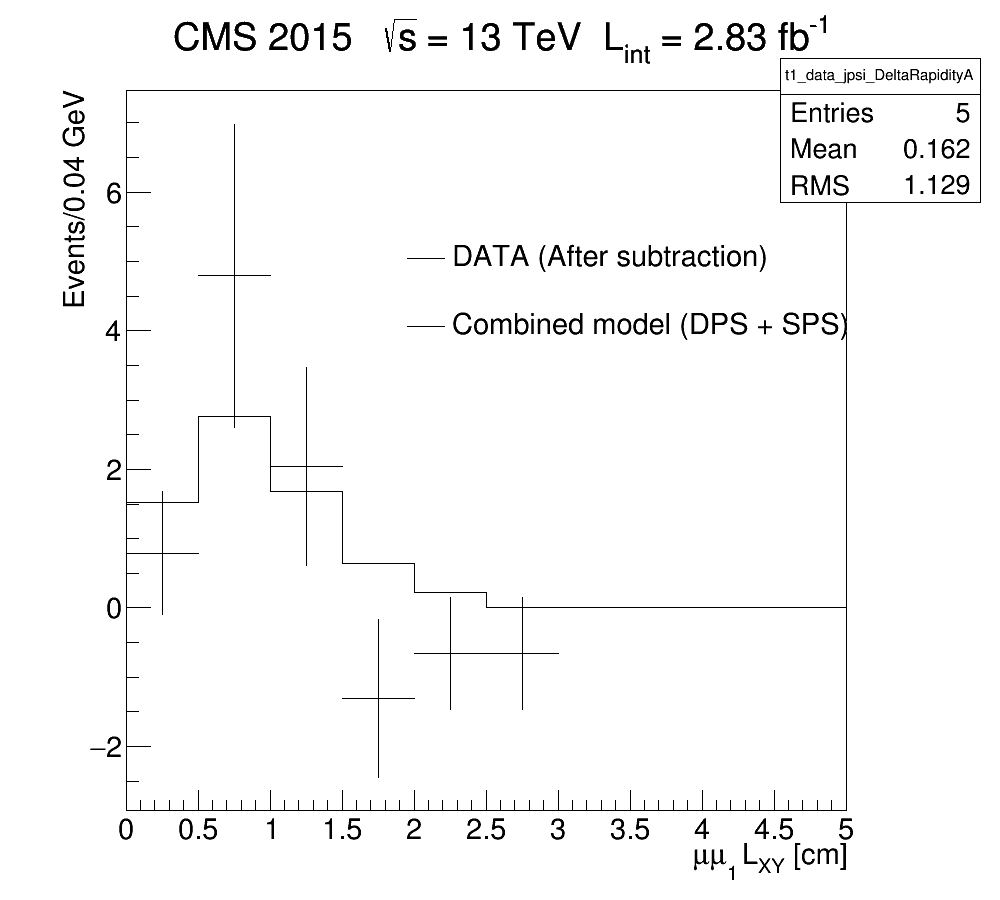 CMS 2015 √s = 13 TeV L_int = 2.83 fb^-1
t1_data_jpsi_DeltaRapidityA
Entries 5
Mean 0.162
RMS 1.129
Events/0.04 GeV
DATA (After subtraction)
Combined model (DPS + SPS)
6
4
2
0
−2
0 0.5 1 1.5 2 2.5 3 3.5 4 4.5 5
μμ_1 L_XY [cm]